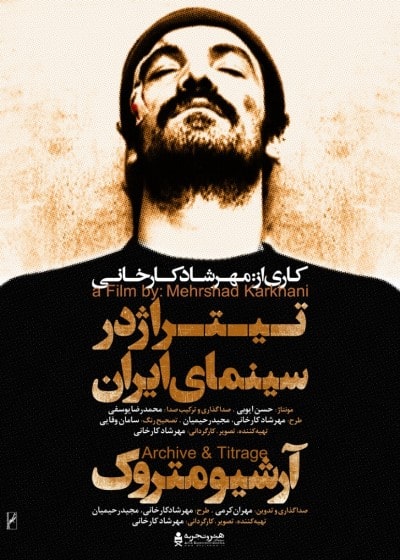 کاری از: مهرشاد کارخانی
a Film by: Mehrshad Karkhani
تیتراژ در
سینمای ایران
مونتاژ: حسن ایوبی . صداگذاری و ترکیب صدا: محمدرضا یوسفی
طرح: مهرشاد کارخانی، مجید رحیمیان . تصحیح رنگ: سامان وفایی
تهیه‌کننده، تصویر، کارگردانی: مهرشاد کارخانی
Archive & Titrage
آرشیو متروک
صداگذاری و تدوین: مهران کرمی . طرح: مهرشاد کارخانی، مجید رحیمیان
تهیه‌کننده، تصویر، کارگردانی: مهرشاد کارخانی
هنر و تجربه